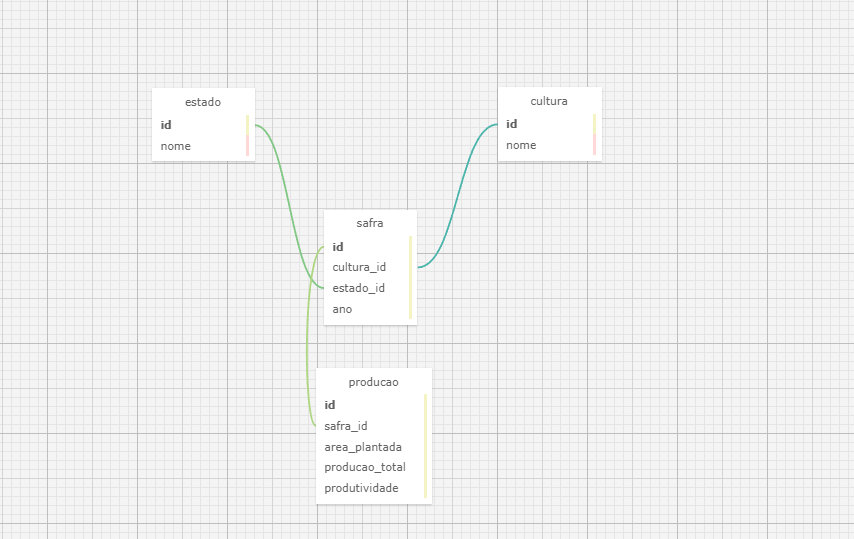 estado
id
nome
cultura
id
nome
safra
id
cultura_id
estado_id
ano
producao
id
safra_id
area_plantada
producao_total
produtividade